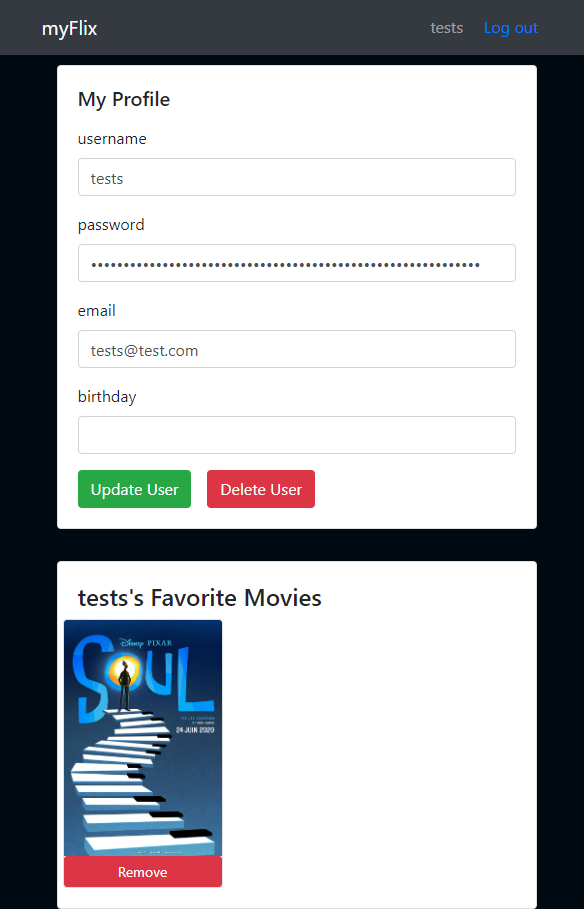 myFlix
tests Log out
My Profile
username
tests
password
••••••••••••••••••••••••••••••••••••••••••••••••••••••••••••
email
tests@test.com
birthday
Update User Delete User
tests's Favorite Movies
Disney PIXAR
SOUL
24 JUIN 2020
Remove